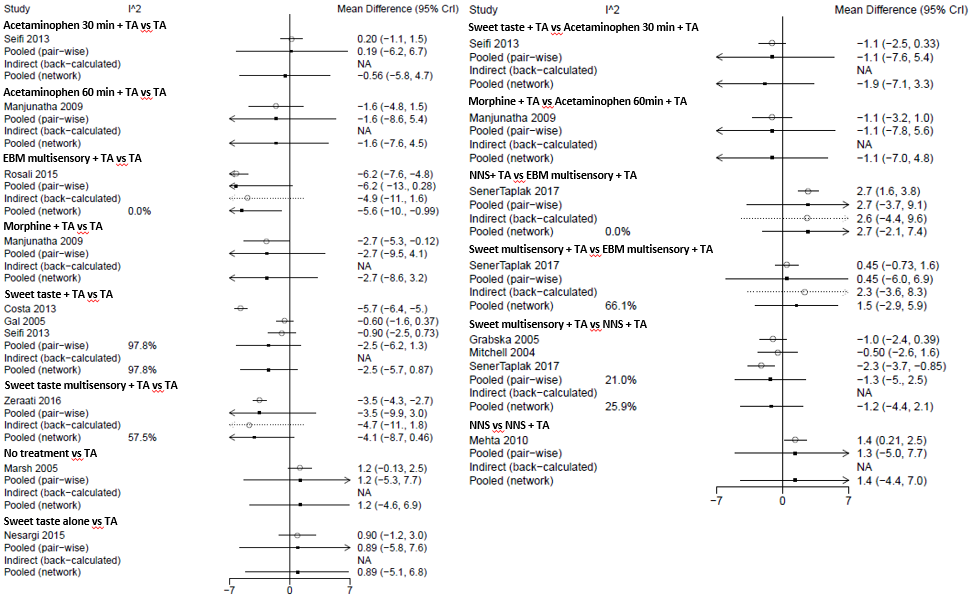 Study I^2 Mean Difference (95% CrI)
Acetaminofen 30 min + TA vs TA
Seifi 2013 0.20 (−1.1, 1.5)
Pooled (pair−wise) 0.19 (−6.2, 6.7)
Indirect (back−calculated) NA
Pooled (network) −0.56 (−5.8, 4.7)
Acetaminophen 60 min + TA vs TA
Manjunatha 2009 −1.6 (−4.8, 1.5)
Pooled (pair−wise) −1.6 (−8.6, 5.4)
Indirect (back−calculated) NA
Pooled (network) −1.6 (−7.6, 4.5)
EBM multisensory + TA vs TA
Rosali 2015 −6.2 (−7.6, −4.8)
Pooled (pair−wise) −6.2 ( −13., 0.28)
Indirect (back−calculated) −4.9 (−11., 1.6)
Pooled (network) 0.0% −5.6 (−10., −0.99)
Morphine + TA vs TA
Manjunatha 2009 −2.7 (−5.3, −0.12)
Pooled (pair−wise) −2.7 (−9.5, 4.1)
Indirect (back−calculated) NA
Pooled (network) −2.7 (−8.6, 3.2)
Sweet taste + TA vs TA
Costa 2013 −5.7 (−6.4, −5.)
Gal 2005 −0.60 (−1.6, 0.37)
Seifi 2013 −0.90 (−2.5, 0.73)
Pooled (pair−wise) 97.8% −2.5 (−6.2, 1.3)
Indirect (back−calculated) NA
Pooled (network) 97.8% −2.5 (−5.7, 0.87)
Sweet taste multisensory + TA vs TA
Zeraati 2016 −3.5 (−4.3, −2.7)
Pooled (pair−wise) −3.5 (−9.9, 3.0)
Indirect (back−calculated) −4.7 (−11., 1.8)
Pooled (network) 57.5% −4.1 (−8.7, 0.46)
No treatment vs TA
Marsh 2005 1.2 (−0.13, 2.5)
Pooled (pair−wise) 1.2 (−5.3, 7.7)
Indirect (back−calculated) NA
Pooled (network) 1.2 (−4.6, 6.9)
Sweet taste alone vs TA
Nesargi 2015 0.90 (−1.2, 3.0)
Pooled (pair−wise) 0.89 (−5.8, 7.6)
Indirect (back−calculated) NA
Pooled (network) 0.89 (−5.1, 6.8)
−7 0 7
Study I^2 Mean Difference (95% CrI)
Sweet taste + TA vs Acetaminophen 30 min + TA
Seifi 2013 −1.1 (−2.5, 0.33)
Pooled (pair−wise) −1.1 (−7.6, 5.4)
Indirect (back−calculated) NA
Pooled (network) −1.9 (−7.1, 3.3)
Morphine + TA vs Acetaminophen 60min + TA
Manjunatha 2009 −1.1 (−3.2, 1.0)
Pooled (pair−wise) −1.1 (−7.8, 5.6)
Indirect (back−calculated) NA
Pooled (network) −1.1 (−7.0, 4.8)
NNS+ TA vs EBM multisensory + TA
SenerTaplak 2017 2.7 (1.6, 3.8)
Pooled (pair−wise) 2.7 (−3.7, 9.1)
Indirect (back−calculated) 2.6 (−4.4, 9.6)
Pooled (network) 0.0% 2.7 (−2.1, 7.4)
Sweet multisensory + TA vs EBM multisensory + TA
SenerTaplak 2017 0.45 (−0.73, 1.6)
Pooled (pair−wise) 0.45 (−6.0, 6.9)
Indirect (back−calculated) 2.3 (−3.6, 8.3)
Pooled (network) 66.1% 1.5 (−2.9, 5.9)
Sweet multisensory + TA vs NNS + TA
Grabska 2005 −1.0 (−2.4, 0.39)
Mitchell 2004 −0.50 (−2.6, 1.6)
SenerTaplak 2017 −2.3 (−3.7, −0.85)
Pooled (pair−wise) 21.0% −1.3 (−5., 2.5)
Indirect (back−calculated) NA
Pooled (network) 25.9% −1.2 (−4.4, 2.1)
NNS vs NNS + TA
Mehta 2010 1.4 (0.21, 2.5)
Pooled (pair−wise) 1.3 (−5.0, 7.7)
Indirect (back−calculated) NA
Pooled (network) 1.4 (−4.4, 7.0)
−7 0 7